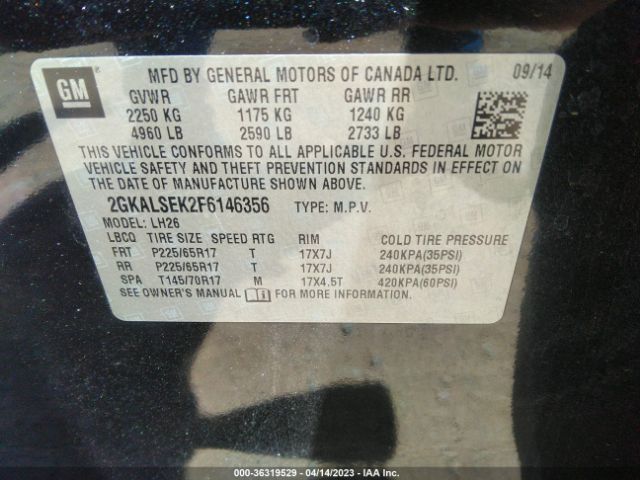 GM
MFD BY GENERAL MOTORS OF CANADA LTD. 09/14
GVWR GAWR FRT GAWR RR
2250 KG 1175 KG 1240 KG
4960 LB 2590 LB 2733 LB
THIS VEHICLE CONFORMS TO ALL APPLICABLE U.S. FEDERAL MOTOR
VEHICLE SAFETY AND THEFT PREVENTION STANDARDS IN EFFECT ON
THE DATE OF MANUFACTURE SHOWN ABOVE.
2GKALSEK2F6146356 TYPE: M.P.V.
MODEL: LH26
LBCQ TIRE SIZE SPEED RTG RIM COLD TIRE PRESSURE
FRT P225/65R17 T 17X7J 240KPA(35PSI)
RR P225/65R17 T 17X7J 240KPA(35PSI)
SPA T145/70R17 M 17X4.5T 420KPA(60PSI)
SEE OWNER'S MANUAL FOR MORE INFORMATION.
000-36319529 - 04/14/2023 - IAA Inc.